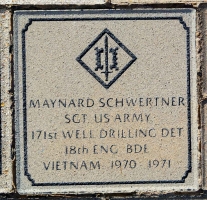 MAYNARD SCHWERTNER
SGT. US ARMY
171st WELL DRILLING DET
18th ENG BDE
VIETNAM 1970-1971